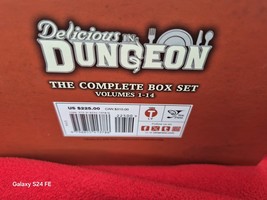 Delicious IN
DUNGEON
THE COMPLETE BOX SET
VOLUMES 1-14
US $225.00
Galaxy S24 FE